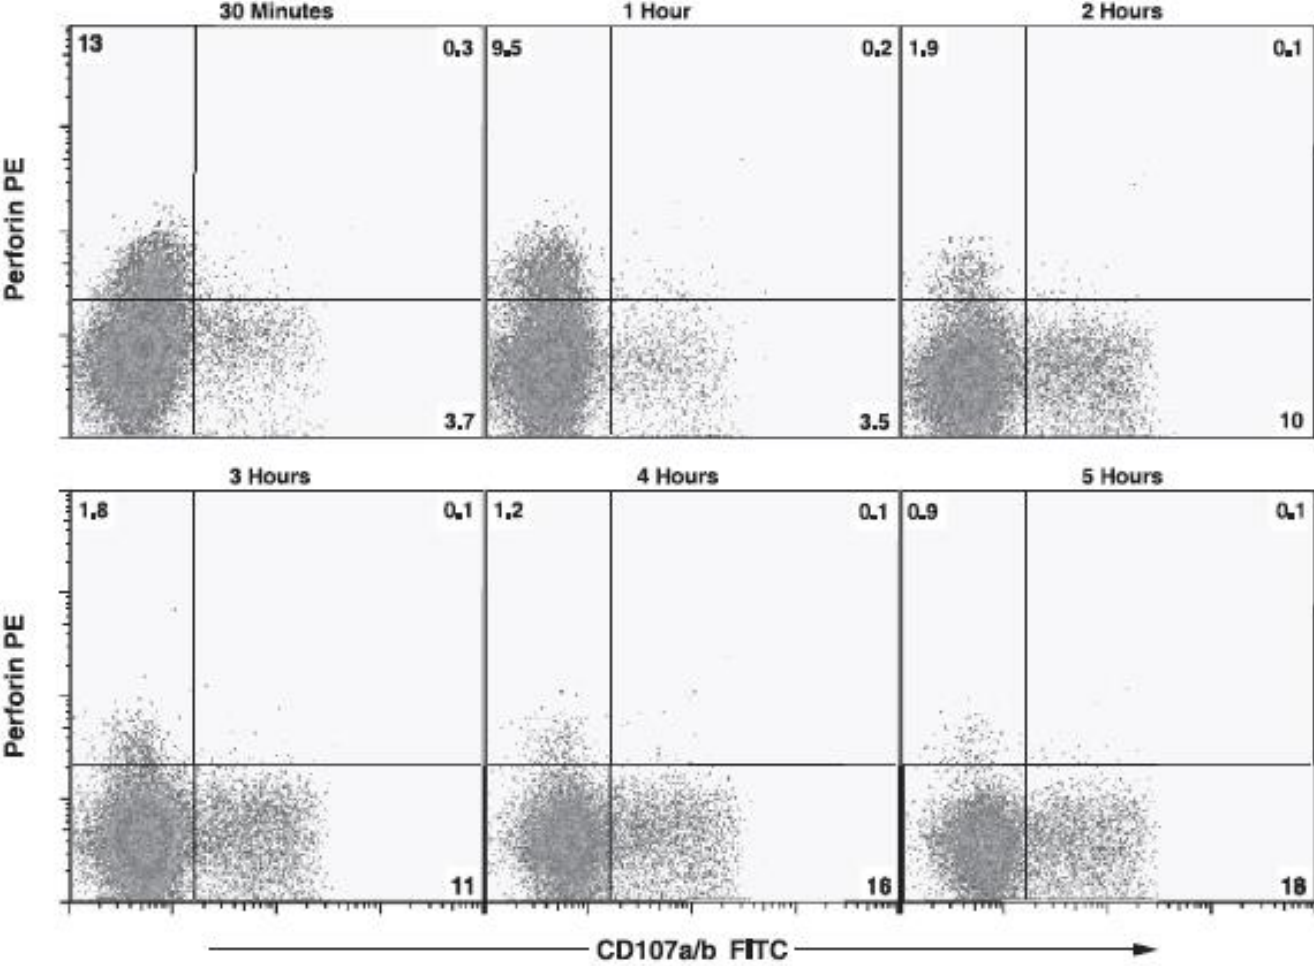 30 Minutes 1 Hour 2 Hours
13 0.3 9.5 0.2 1.9 0.1
Perforin PE
3.7 3.5 10
3 Hours 4 Hours 5 Hours
1.8 0.1 1.2 0.1 0.9 0.1
Perforin PE
11 16 18
CD107a/b FITC